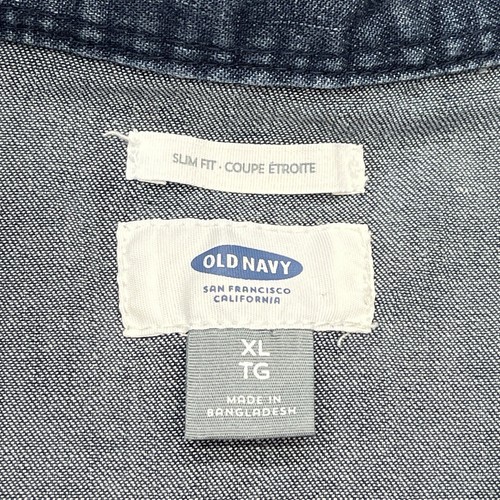 SLIM FIT · COUPE ÉTROITE
OLD NAVY
SAN FRANCISCO
CALIFORNIA
XL
TG
MADE IN
BANGLADESH